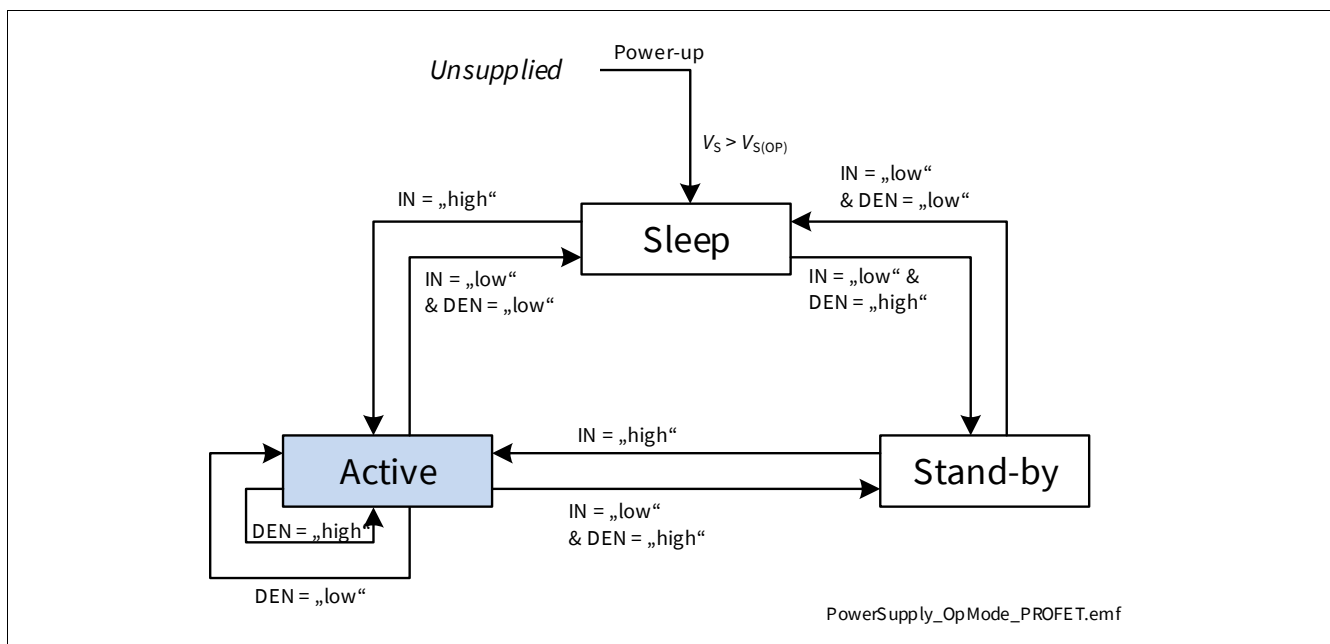 Power-up
Unsupplied
VS > VS(OP)
IN = „low“
& DEN = „low“
IN = „high“
Sleep
IN = „low“
& DEN = „low“
IN = „low“ &
DEN = „high“
IN = „high“
Active
Stand-by
IN = „low“
& DEN = „high“
DEN = „high“
DEN = „low“
PowerSupply_OpMode_PROFET.emf